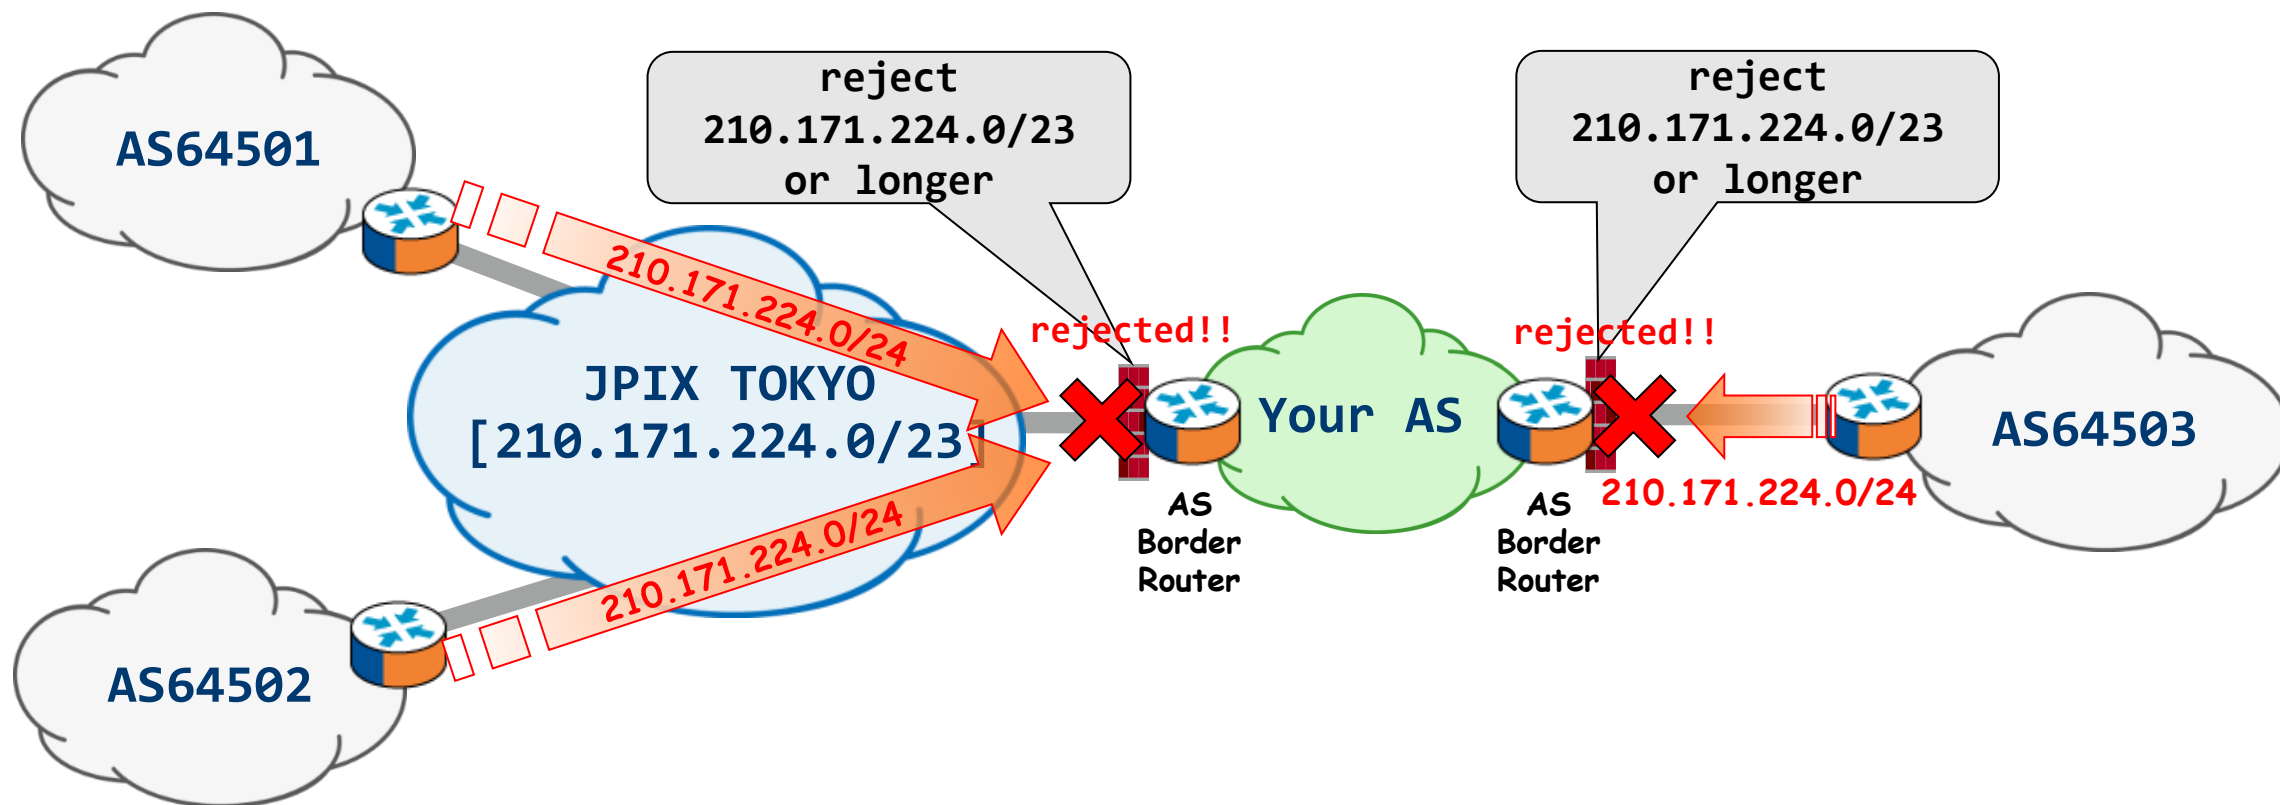 AS64501
reject
210.171.224.0/23
or longer
reject
210.171.224.0/23
or longer
210.171.224.0/24
rejected!!
rejected!!
JPIX TOKYO
[210.171.224.0/23]
Your AS
AS64503
210.171.224.0/24
AS
Border
Router
AS
Border
Router
210.171.224.0/24
AS64502